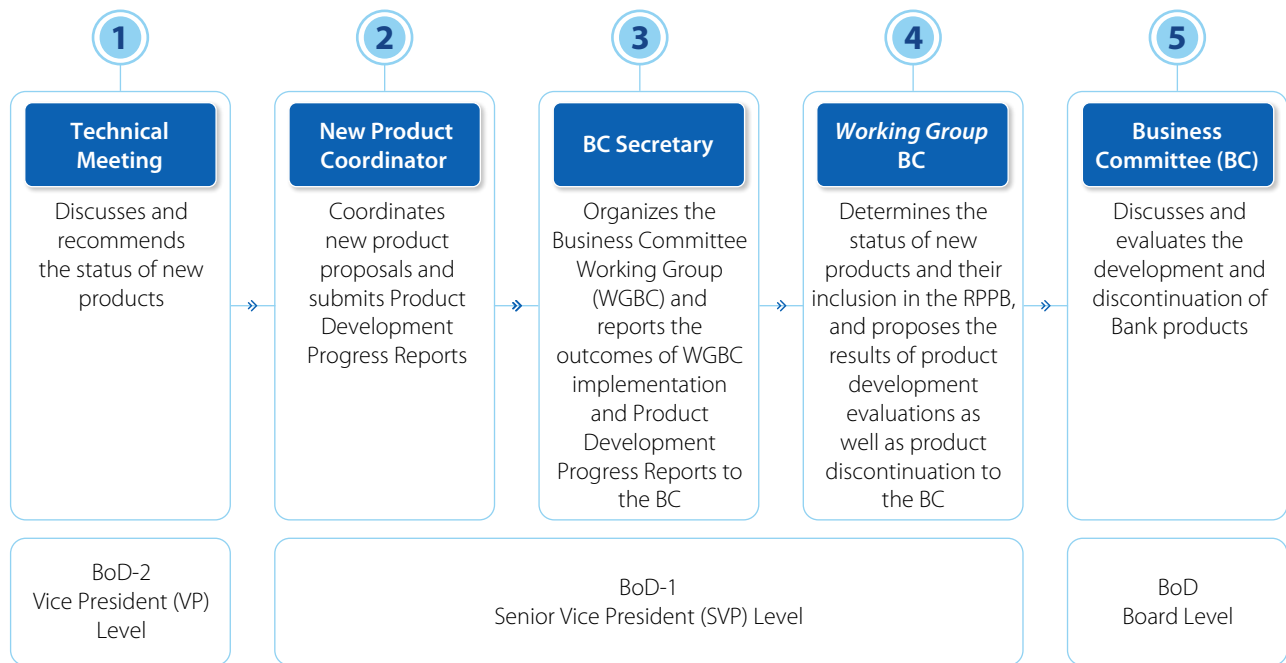 1
Technical
Meeting
Discusses and
recommends
the status of new
products
2
New Product
Coordinator
Coordinates
new product
proposals and
submits Product
Development
Progress Reports
3
BC Secretary
Organizes the
Business Committee
Working Group
(WGBC) and
reports the
outcomes of WGBC
implementation
and Product
Development
Progress Reports to
the BC
4
Working Group
BC
Determines the
status of new
products and their
inclusion in the RPPB,
and proposes the
results of product
development
evaluations as
well as product
discontinuation to
the BC
5
Business
Committee (BC)
Discusses and
evaluates the
development and
discontinuation of
Bank products
BoD-2
Vice President (VP)
Level
BoD-1
Senior Vice President (SVP) Level
BoD
Board Level